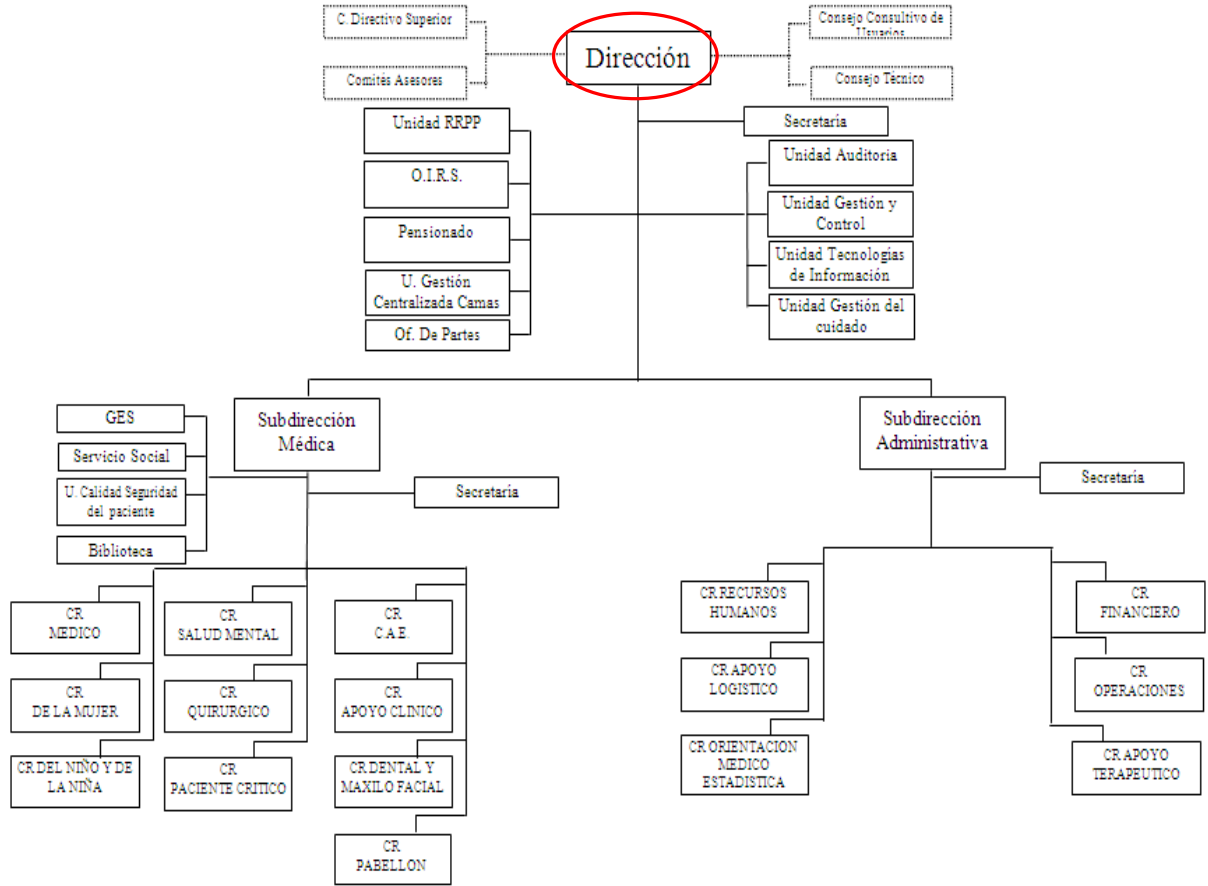 C. Directivo Superior
Consejo Consultivo de
Usuarios
Dirección
Comités Asesores
Consejo Técnico
Unidad RRPP
Secretaría
Unidad Auditoria
O.I.R.S.
Unidad Gestión y
Control
Pensionado
Unidad Tecnologías
de Información
U. Gestión
Centralizada Camas
Unidad Gestión del
cuidado
Of. De Partes
GES
Subdirección
Médica
Subdirección
Administrativa
Servicio Social
Secretaría
Secretaría
U. Calidad Seguridad
del paciente
Biblioteca
CR
MEDICO
CR
SALUD MENTAL
CR
C.A.E.
CR RECURSOS
HUMANOS
CR
FINANCIERO
CR
DE LA MUJER
CR
QUIRURGICO
CR
APOYO CLINICO
CR APOYO
LOGISTICO
CR
OPERACIONES
CR DEL NIÑO Y DE
LA NIÑA
CR
PACIENTE CRITICO
CR DENTAL Y
MAXILO FACIAL
CR ORIENTACION
MEDICO
ESTADISTICA
CR APOYO
TERAPEUTICO
CR
PABELLON